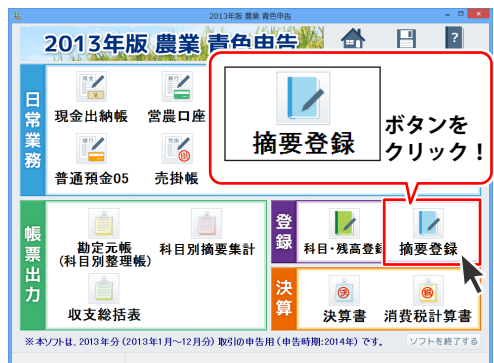 2013年版 農業 青色申告
2013年版 農業 青色申告
?
日常業務
現金
現金出納帳
銀行
営農口座
銀行
普通預金05
売掛
売掛帳
摘要登録
ボタンを
クリック!
帳票出力
勘定元帳
(科目別整理帳)
科目別摘要集計
収支総括表
登録
科目・残高登録
摘要登録
決算
決算書
消費税計算書
※本ソフトは、2013年分(2013年1月~12月分)取引の申告用(申告時期:2014年)です。
ソフトを終了する